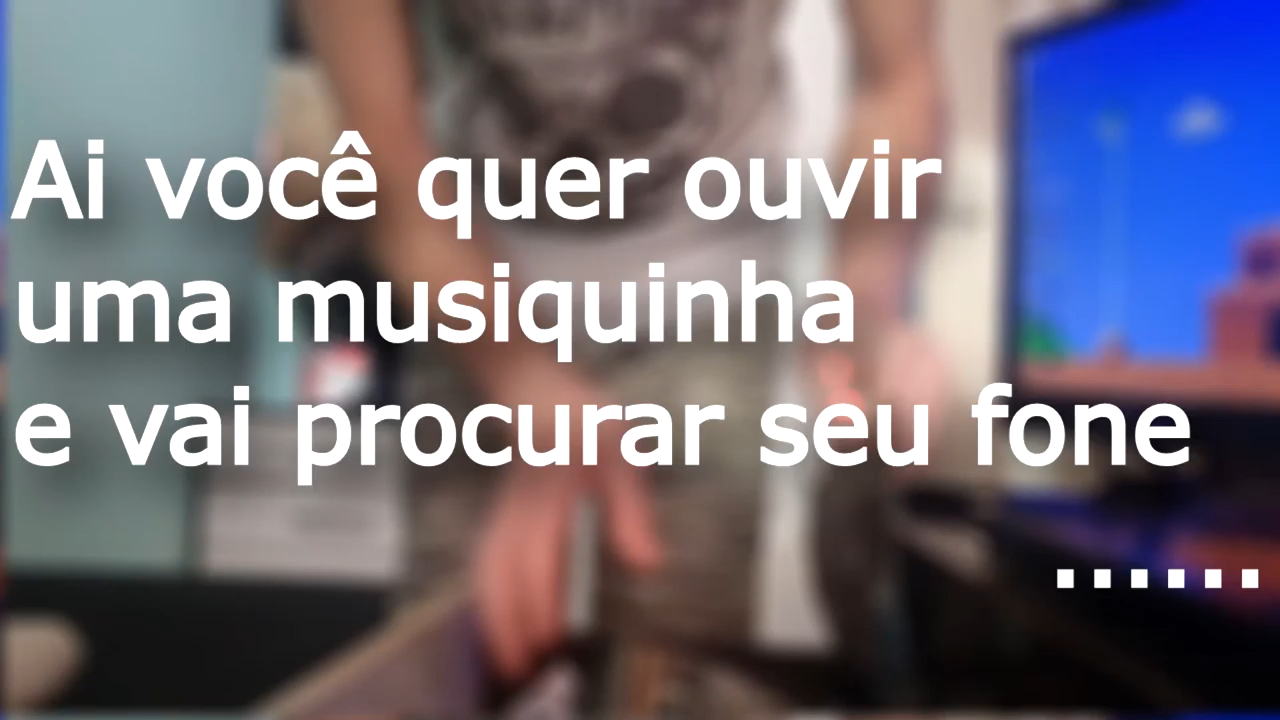 Ai você quer ouvir
uma musiquinha
e vai procurar seu fone
......